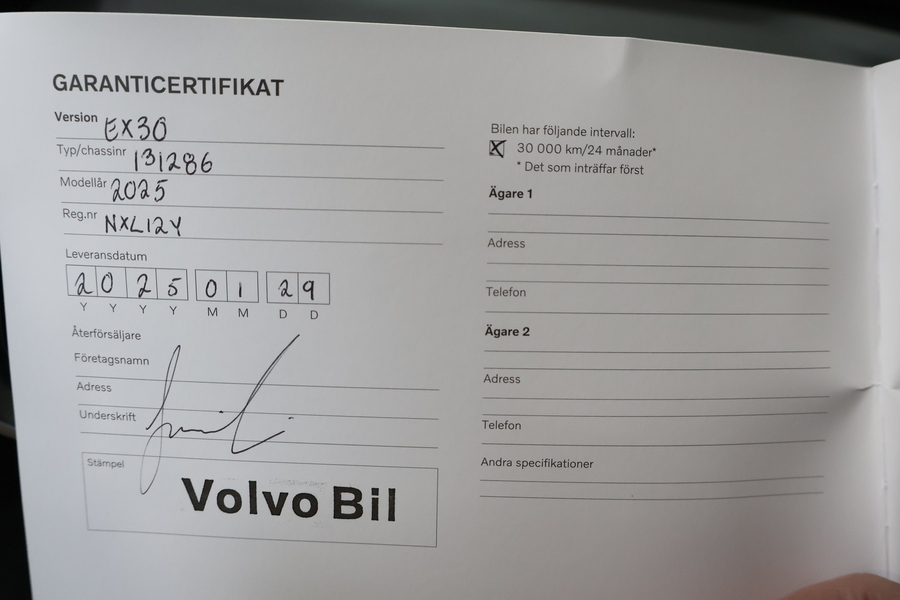 GARANTICERTIFIKAT
Version EX30
Typ/chassinr 131286
Modellår 2025
Reg.nr NXL12Y
Leveransdatum
2025 01 29
Y Y Y Y M M D D
Återförsäljare
Företagsnamn
Adress
Underskrift
Stämpel
Volvo Bil
Bilen har följande intervall:
X 30 000 km/24 månader*
* Det som inträffar först
Ägare 1
Adress
Telefon
Ägare 2
Adress
Telefon
Andra specifikationer